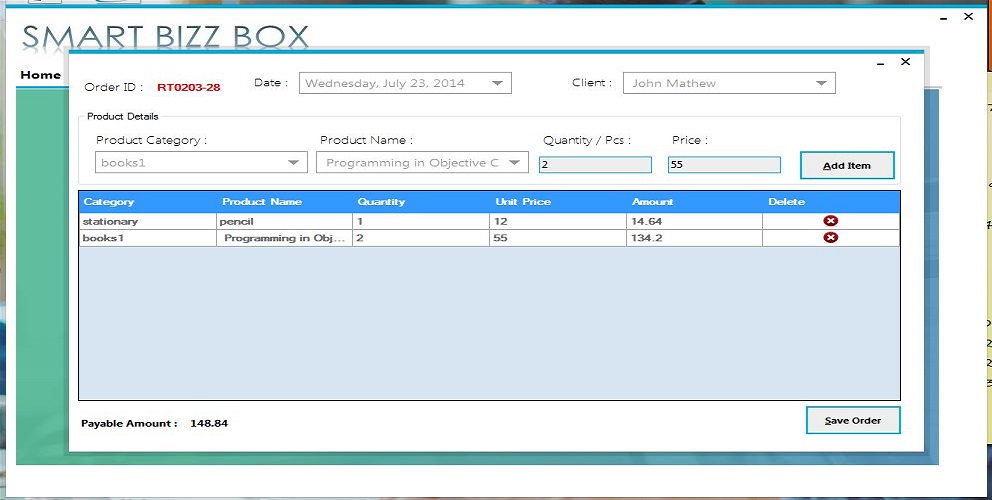 SMART BIZZ BOX
Home
Order ID : RT0203-28 Date : Wednesday, July 23, 2014 Client : John Mathew
Product Details
Product Category : Product Name : Quantity / Pcs : Price :
books1 Programming in Objective C 2 55 Add Item
Category Product Name Quantity Unit Price Amount Delete
stationary pencil 1 12 14.64
books1 Programming in Obj... 2 55 134.2
Payable Amount : 148.84 Save Order